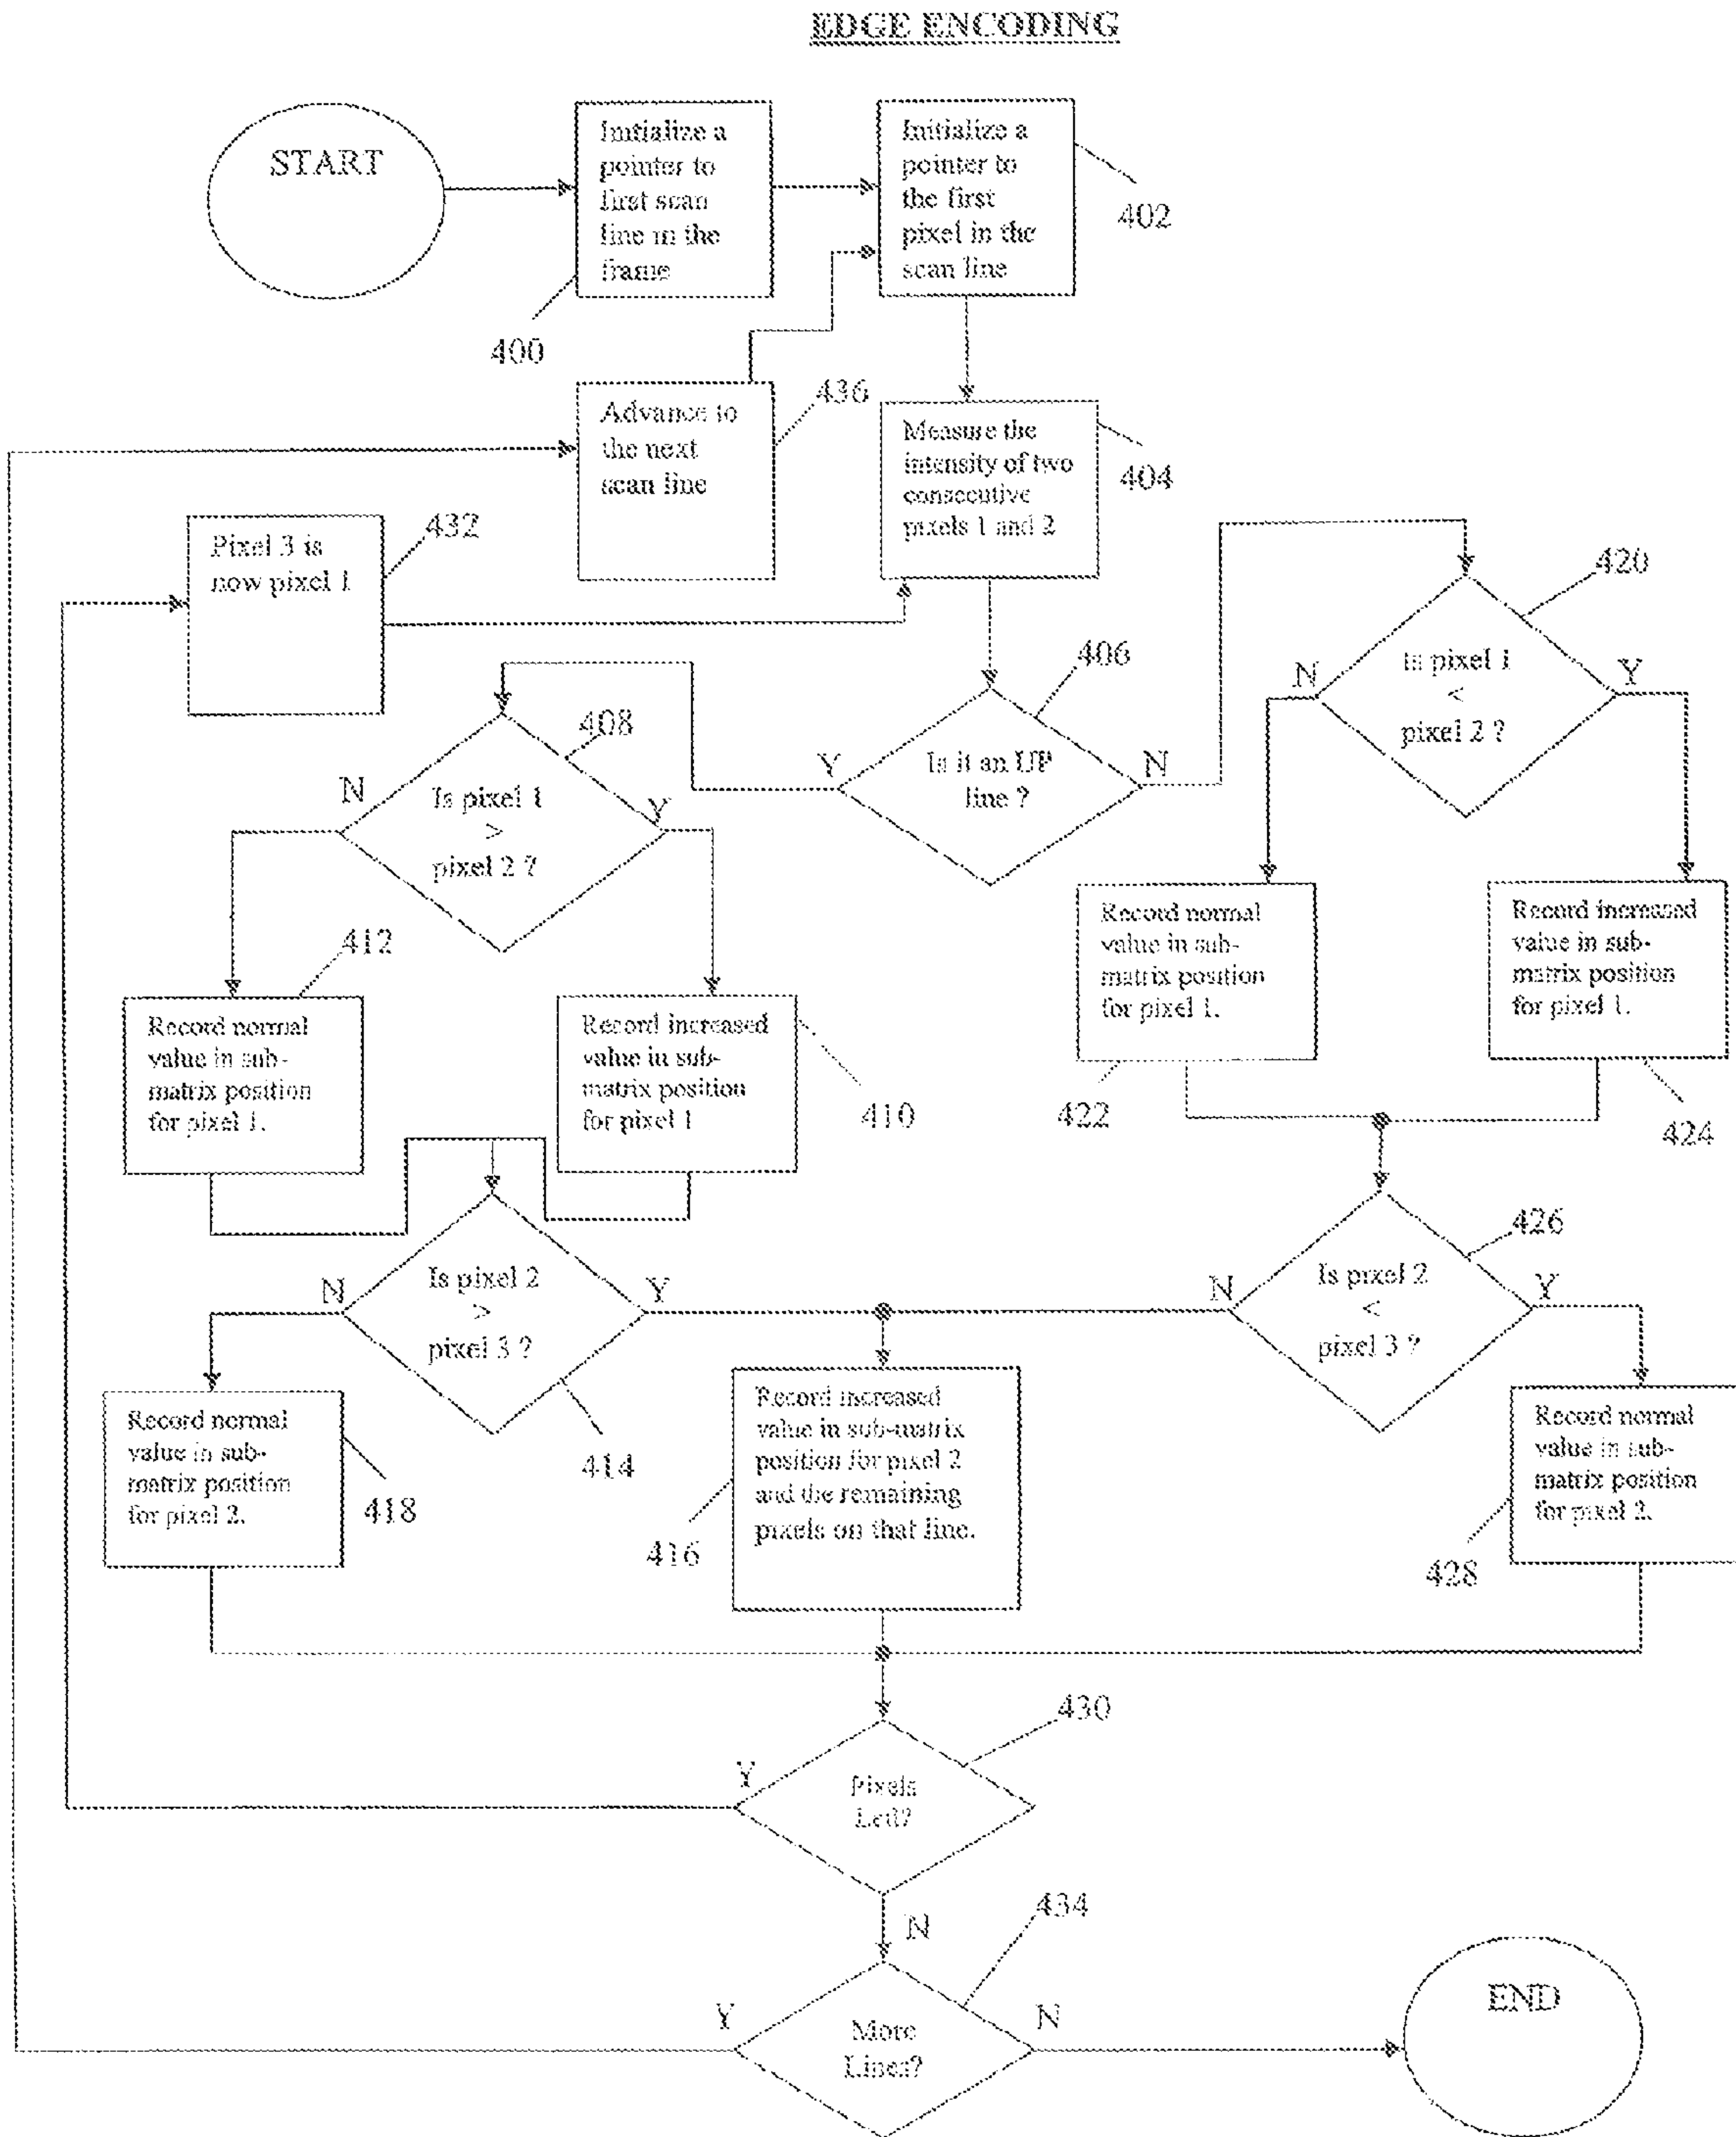 EDGE ENCODING
START
Initialize a
pointer to
first scan
line in the
frame
400
Initialize a
pointer to
the first
pixel in the
scan line
402
Advance to
the next
scan line
436
Measure the
intensity of two
consecutive
pixels 1 and 2
404
Pixel 3 is
now pixel 1
432
420
Is pixel 1
<
pixel 2 ?
N
Y
406
Is it an UP
line ?
Y
N
408
Is pixel 1
>
pixel 2 ?
N
Y
Record normal
value in sub-
matrix position
for pixel 1.
422
Record increased
value in sub-
matrix position
for pixel 1.
424
412
Record normal
value in sub-
matrix position
for pixel 1.
Record increased
value in sub-
matrix position
for pixel 1
410
Is pixel 2
>
pixel 3 ?
N
Y
414
426
Is pixel 2
<
pixel 3 ?
N
Y
Record normal
value in sub-
matrix position
for pixel 2.
418
Record increased
value in sub-matrix
position for pixel 2
and the remaining
pixels on that line.
416
Record normal
value in sub-
matrix position
for pixel 2.
428
430
Pixels
Left?
Y
N
434
More
Lines?
Y
N
END